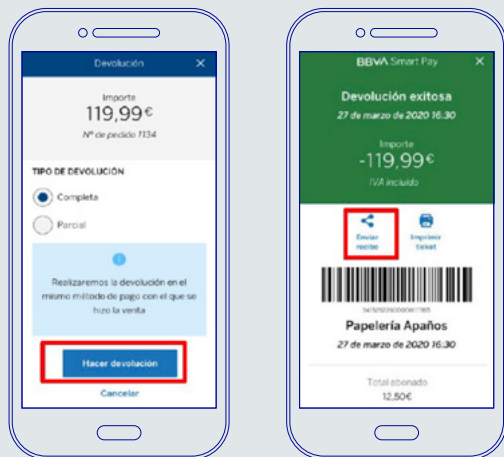 Devolución
Importe
119,99€
Nº de pedido 1134
TIPO DE DEVOLUCIÓN
Completa
Parcial
Realizaremos la devolución en el
mismo método de pago con el que se
hizo la venta
Hacer devolución
Cancelar
BBVA Smart Pay
Devolución exitosa
27 de marzo de 2020 16:30
Importe
-119,99€
IVA incluido
Enviar
recibo
Imprimir
ticket
Papelería Apaños
27 de marzo de 2020 16:30
Total abonado
12,50€